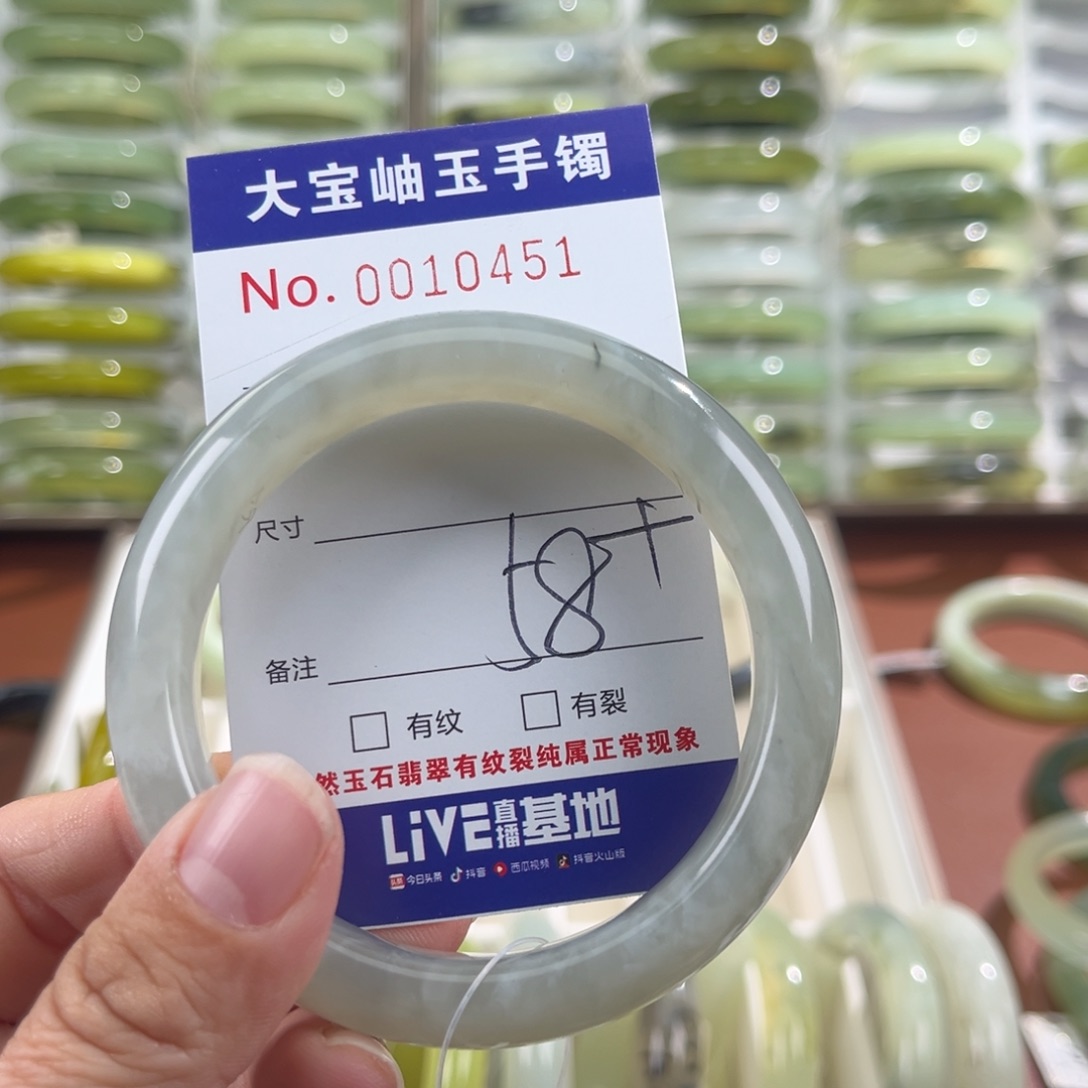 大宝岫玉手镯
No. 0010451
尺寸
58+
备注
有纹 有裂
然玉石翡翠有纹裂纯属正常现象
LiVE直播基地
头条 今日头条 抖音 西瓜视频 抖音火山版